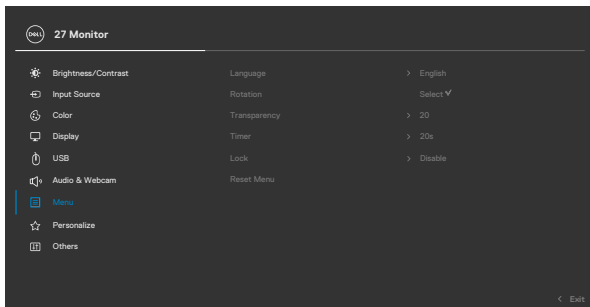 DELL 27 Monitor
Brightness/Contrast Language > English
Input Source Rotation Select
Color Transparency > 20
Display Timer > 20s
USB Lock > Disable
Audio & Webcam Reset Menu
Menu
Personalize
Others
< Exit